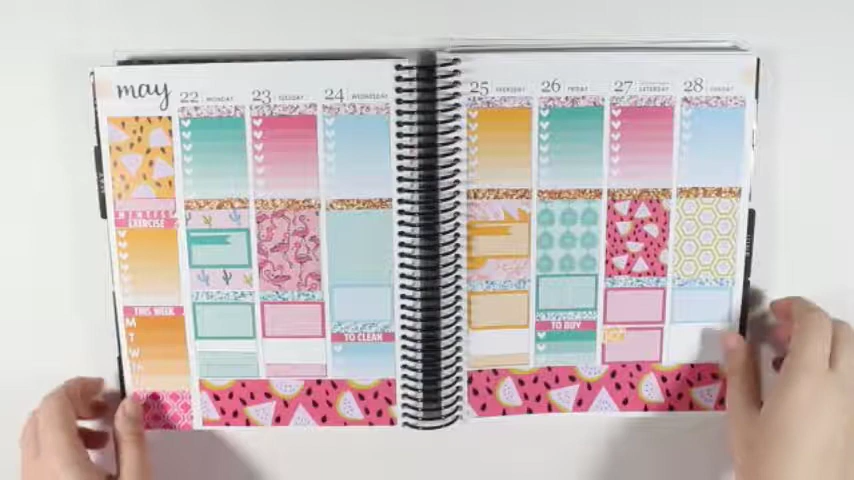 may
22 MONDAY
23 TUESDAY
24 WEDNESDAY
25 THURSDAY
26 FRIDAY
27 SATURDAY
28 SUNDAY
EXERCISE
THIS WEEK
M
T
W
TO CLEAN
TO BUY